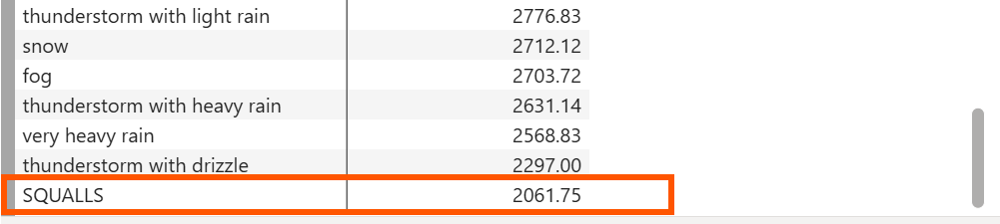 thunderstorm with light rain 2776.83
snow 2712.12
fog 2703.72
thunderstorm with heavy rain 2631.14
very heavy rain 2568.83
thunderstorm with drizzle 2297.00
SQUALLS 2061.75